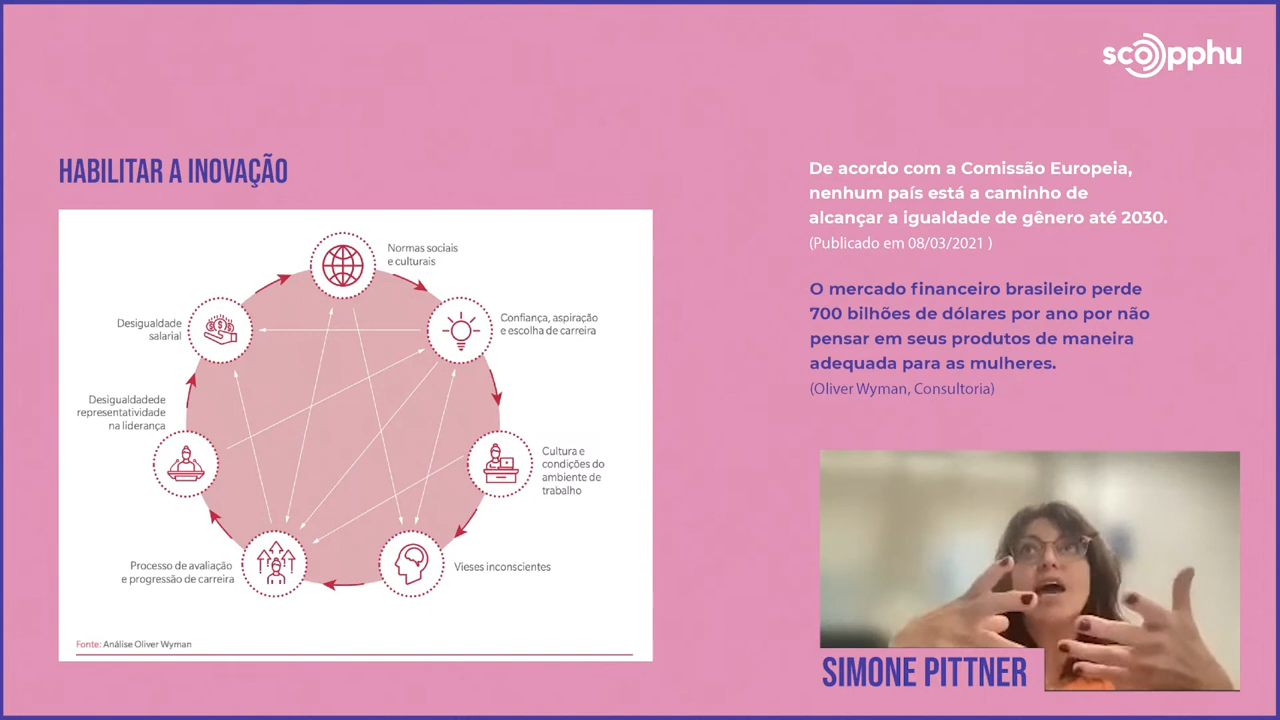 scopphu
HABILITAR A INOVAÇÃO
De acordo com a Comissão Europeia,
nenhum país está a caminho de
alcançar a igualdade de gênero até 2030.
(Publicado em 08/03/2021 )
O mercado financeiro brasileiro perde
700 bilhões de dólares por ano por não
pensar em seus produtos de maneira
adequada para as mulheres.
(Oliver Wyman, Consultoria)
Normas sociais
e culturais
Confiança, aspiração
e escolha de carreira
Cultura e
condições do
ambiente de
trabalho
Vieses inconscientes
Processo de avaliação
e progressão de carreira
Desigualdadede
representatividade
na liderança
Desigualdade
salarial
Fonte: Análise Oliver Wyman
SIMONE PITTNER